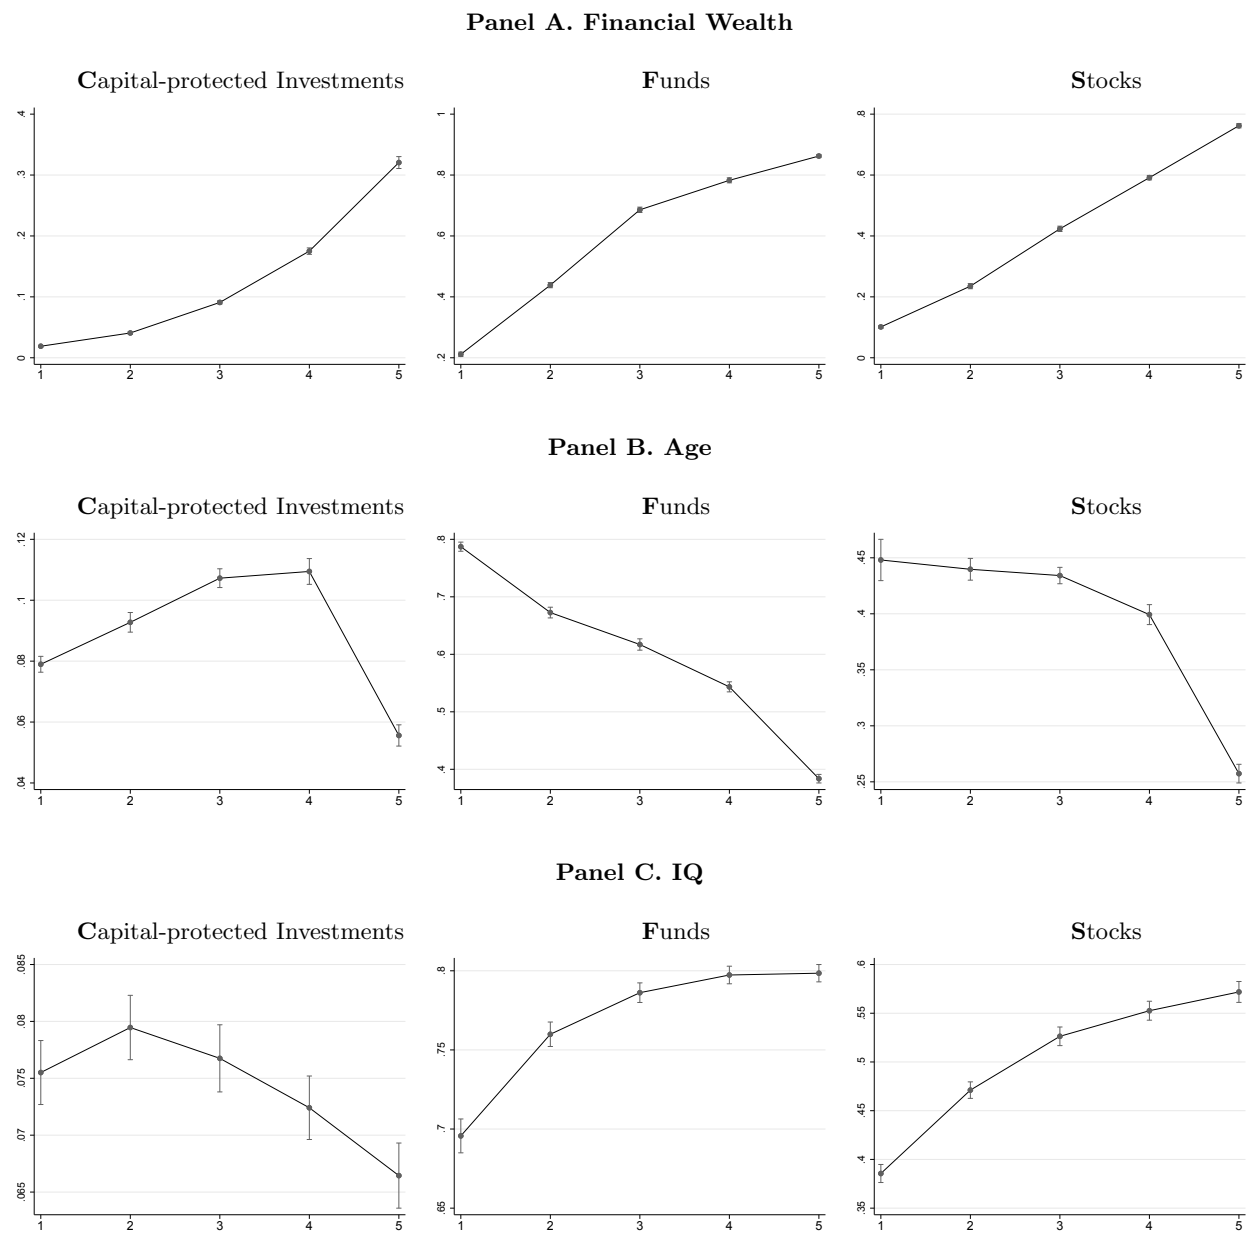 Panel A. Financial Wealth
Capital-protected Investments
0 .1 .2 .3 .4
1 2 3 4 5
Funds
.2 .4 .6 .8 1
1 2 3 4 5
Stocks
0 .2 .4 .6 .8
1 2 3 4 5
Panel B. Age
Capital-protected Investments
.04 .06 .08 .1 .12
1 2 3 4 5
Funds
.4 .5 .6 .7 .8
1 2 3 4 5
Stocks
.25 .3 .35 .4 .45
1 2 3 4 5
Panel C. IQ
Capital-protected Investments
.065 .07 .075 .08 .085
1 2 3 4 5
Funds
.65 .7 .75 .8
1 2 3 4 5
Stocks
.35 .4 .45 .5 .55 .6
1 2 3 4 5